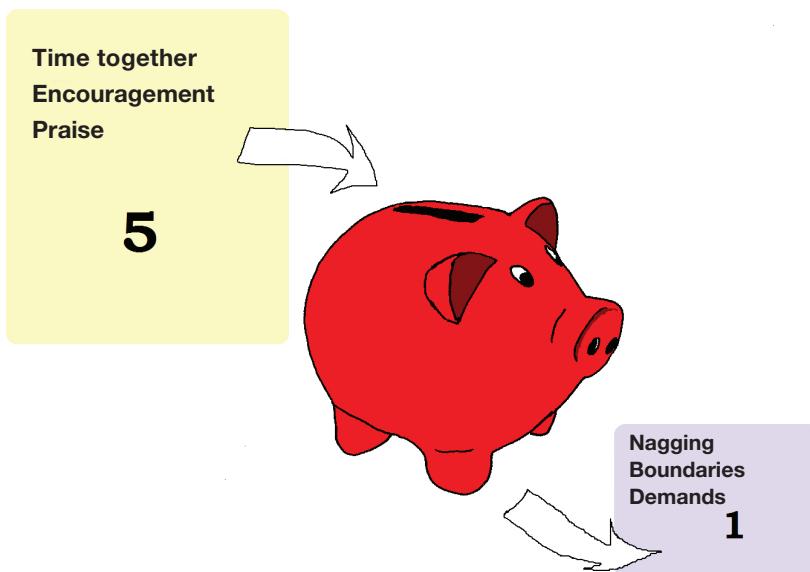 Time together
Encouragement
Praise
5
Nagging
Boundaries
Demands
1